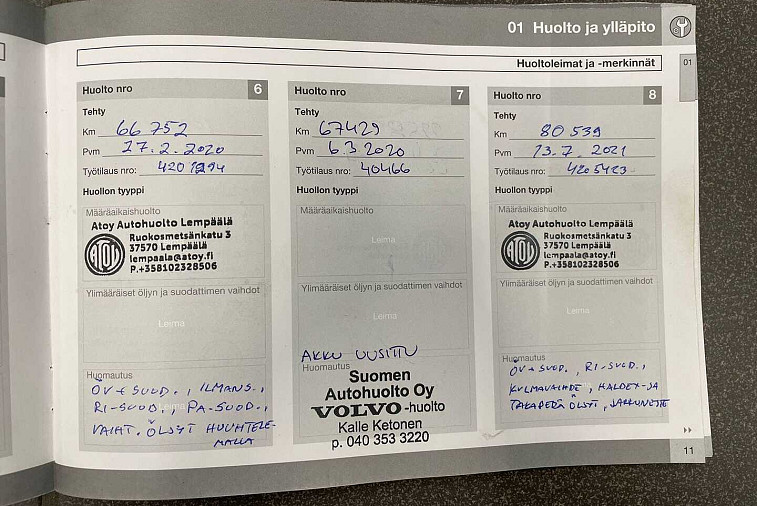 01 Huolto ja ylläpito
Huoltoleimat ja -merkinnät
01
Huolto nro 6
Tehty
Km 66 752
Pvm 27.2.2020
Työtilaus nro: 4201294
Huollon tyyppi
Määräaikaishuolto
Atoy Autohuolto Lempäälä
ATOY
Ruokosmetsänkatu 3
37570 Lempäälä
lempaala@atoy.fi
P.+358102328506
Ylimääräiset öljyn ja suodattimen vaihdot
Leima
Huomautus
ÖV + SUOD., ILMANS.,
RI-SUOD., PA-SUOD.,
VAIHT. ÖLJYT HUUHTELE-
MALLA
Huolto nro 7
Tehty
Km 67429
Pvm 6.3.2020
Työtilaus nro: 40466
Huollon tyyppi
Määräaikaishuolto
Leima
Ylimääräiset öljyn ja suodattimen vaihdot
Leima
AKKU UUSITTU
Huomautus
Suomen
Autohuolto Oy
VOLVO-huolto
Kalle Ketonen
p. 040 353 3220
Huolto nro 8
Tehty
Km 80 539
Pvm 13.7.2021
Työtilaus nro: 4205423
Huollon tyyppi
Määräaikaishuolto
Atoy Autohuolto Lempäälä
ATOY
Ruokosmetsänkatu 3
37570 Lempäälä
lempaala@atoy.fi
P.+358102328506
Ylimääräiset öljyn ja suodattimen vaihdot
Leima
Huomautus
ÖV + SUOD., RI-SUOD.,
KULMAVAIHDE, HALDEX- JA
TAKAPERÄ ÖLJYT, JARRUNESTE
11